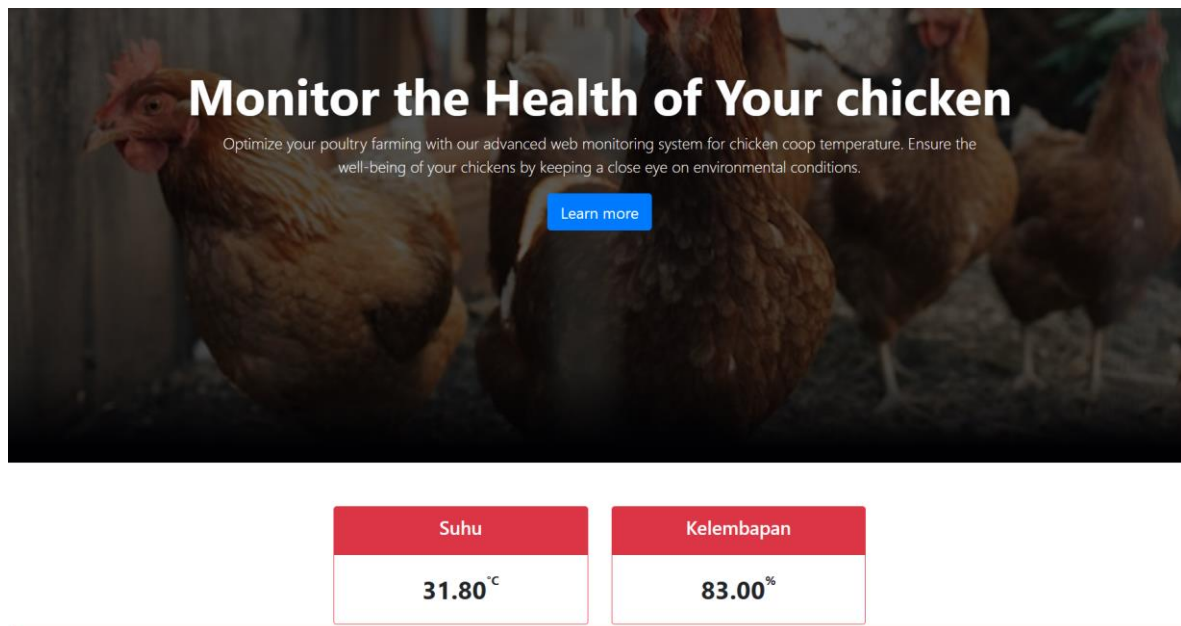 Monitor the Health of Your chicken
Optimize your poultry farming with our advanced web monitoring system for chicken coop temperature. Ensure the
well-being of your chickens by keeping a close eye on environmental conditions.
Learn more
Suhu
Kelembapan
31.80°C
83.00%